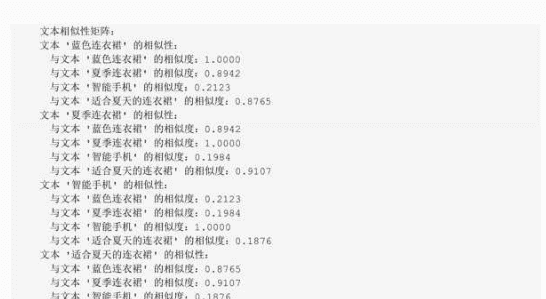 文本相似性矩阵:
文本 '蓝色连衣裙' 的相似性:
与文本 '蓝色连衣裙' 的相似度: 1.0000
与文本 '夏季连衣裙' 的相似度: 0.8942
与文本 '智能手机' 的相似度: 0.2123
与文本 '适合夏天的连衣裙' 的相似度: 0.8765
文本 '夏季连衣裙' 的相似性:
与文本 '蓝色连衣裙' 的相似度: 0.8942
与文本 '夏季连衣裙' 的相似度: 1.0000
与文本 '智能手机' 的相似度: 0.1984
与文本 '适合夏天的连衣裙' 的相似度: 0.9107
文本 '智能手机' 的相似性:
与文本 '蓝色连衣裙' 的相似度: 0.2123
与文本 '夏季连衣裙' 的相似度: 0.1984
与文本 '智能手机' 的相似度: 1.0000
与文本 '适合夏天的连衣裙' 的相似度: 0.1876
文本 '适合夏天的连衣裙' 的相似性:
与文本 '蓝色连衣裙' 的相似度: 0.8765
与文本 '夏季连衣裙' 的相似度: 0.9107
与文本 '智能手机' 的相似度: 0.1876